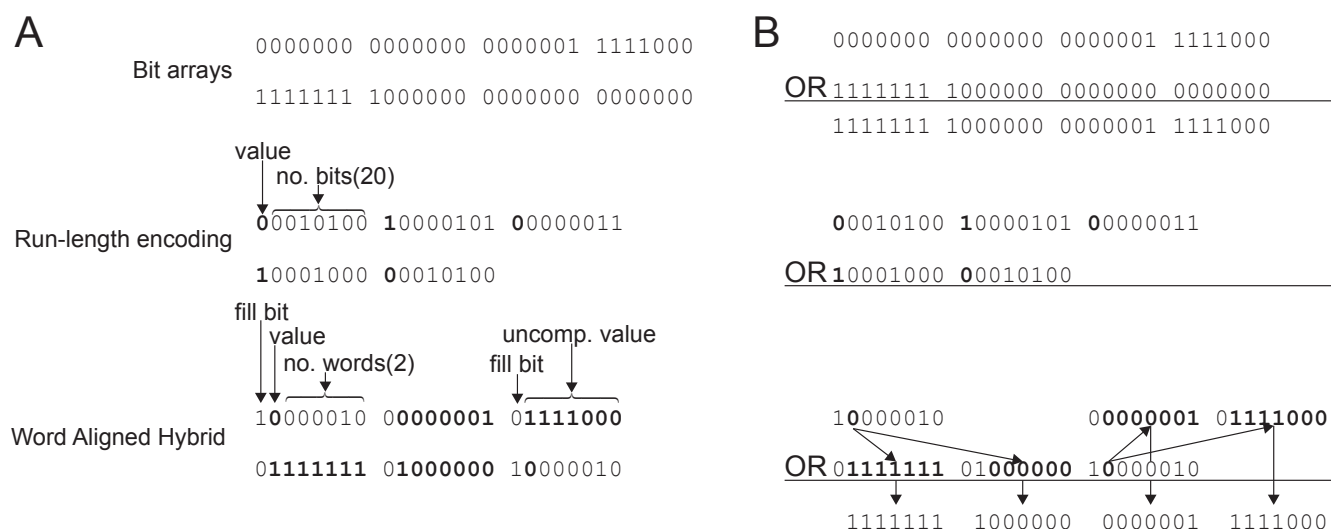 A
0000000 0000000 0000001 1111000
Bit arrays
1111111 1000000 0000000 0000000
value
no. bits(20)
00010100 10000101 00000011
Run-length encoding
10001000 00010100
fill bit
value
no. words(2)
uncomp. value
fill bit
10000010 00000001 01111000
Word Aligned Hybrid
01111111 01000000 10000010
B
0000000 0000000 0000001 1111000
OR 1111111 1000000 0000000 0000000
1111111 1000000 0000001 1111000
00010100 10000101 00000011
OR 10001000 00010100
10000010 00000001 01111000
OR 01111111 01000000 10000010
1111111 1000000 0000001 1111000